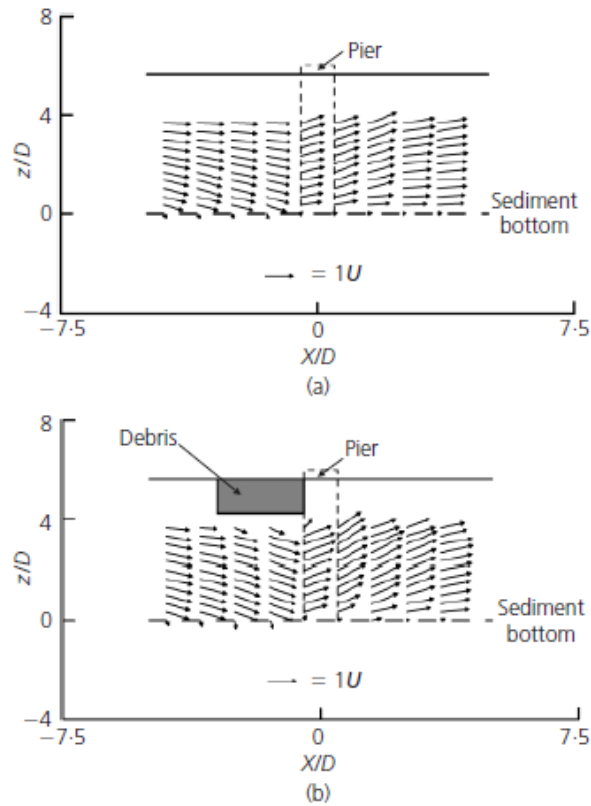 8
Pier
4
z/D
0
Sediment
bottom
= 1U
−4
−7·5
0
7·5
X/D
(a)
8
Debris
Pier
4
z/D
0
Sediment
bottom
= 1U
−4
−7·5
0
7·5
X/D
(b)